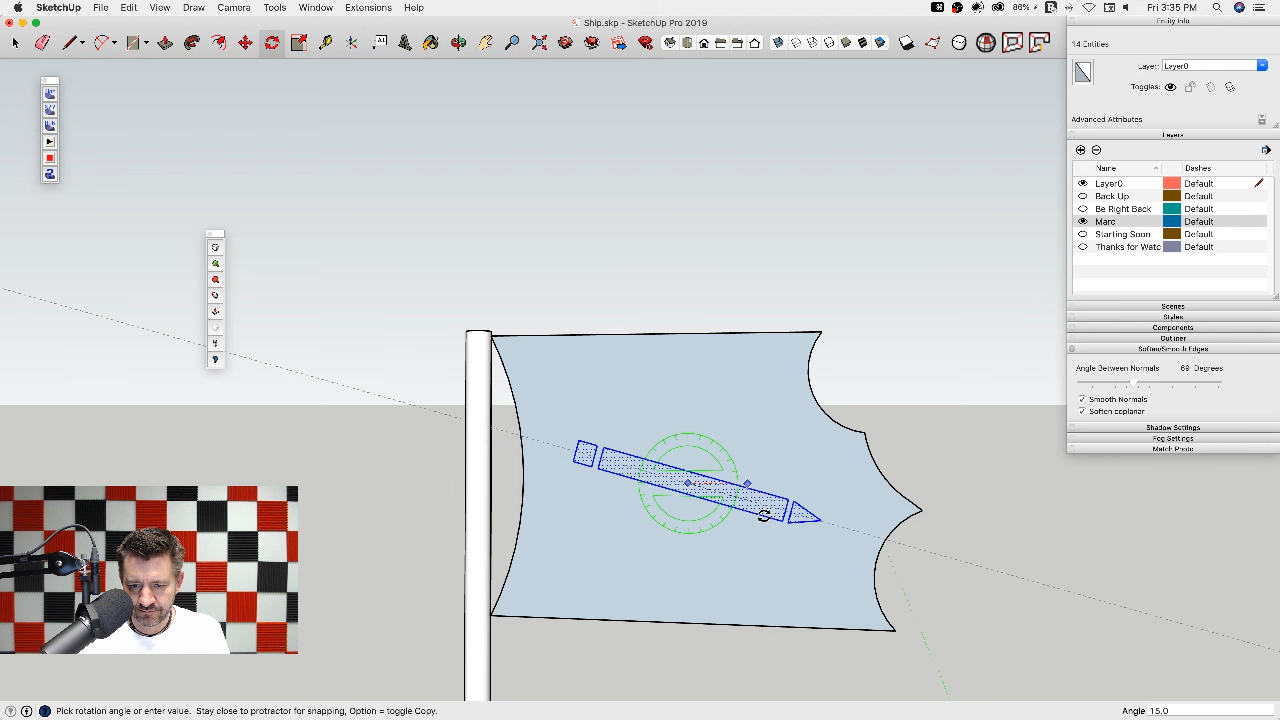 SketchUp File Edit View Draw Camera Tools Window Extensions Help
86% Fri 3:35 PM
Ship.skp - SketchUp Pro 2019
Entity Info
14 Entities
Layer: Layer0
Toggles:
Advanced Attributes
Layers
Name Dashes
Layer0 Default
Back Up Default
Be Right Back Default
Marc Default
Starting Soon Default
Thanks for Watc Default
Scenes
Styles
Components
Outliner
Soften/Smooth Edges
Angle Between Normals 69 Degrees
Smooth Normals
Soften coplanar
Shadow Settings
Fog Settings
Match Photo
Pick rotation angle or enter value. Stay close to protractor for snapping, Option = toggle Copy.
Angle 15.0